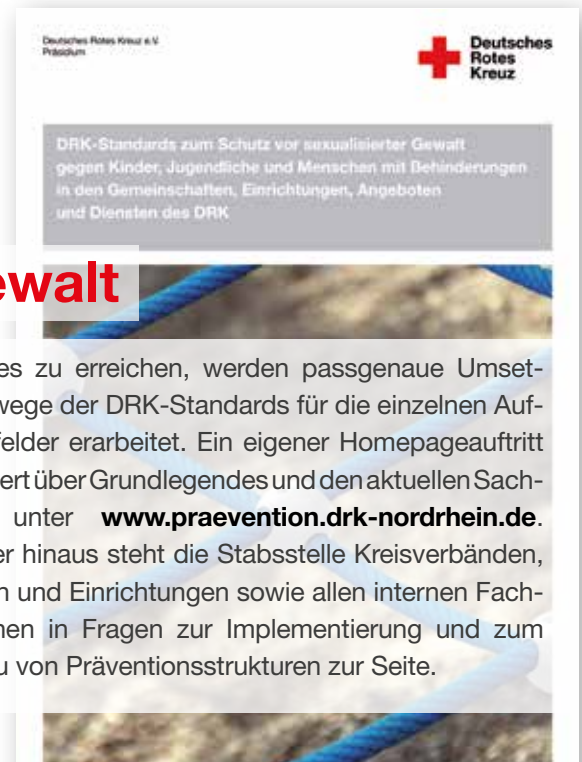 Deutsches Rotes Kreuz e.V.
Präsidium
Deutsches
Rotes
Kreuz
DRK-Standards zum Schutz vor sexualisierter Gewalt
gegen Kinder, Jugendliche und Menschen mit Behinderungen
in den Gemeinschaften, Einrichtungen, Angeboten
und Diensten des DRK
ewalt
es zu erreichen, werden passgenaue Umset-
wege der DRK-Standards für die einzelnen Auf-
felder erarbeitet. Ein eigener Homepageauftritt
ert über Grundlegendes und den aktuellen Sach-
unter www.praevention.drk-nordrhein.de.
er hinaus steht die Stabsstelle Kreisverbänden,
n und Einrichtungen sowie allen internen Fach-
nen in Fragen zur Implementierung und zum
u von Präventionsstrukturen zur Seite.